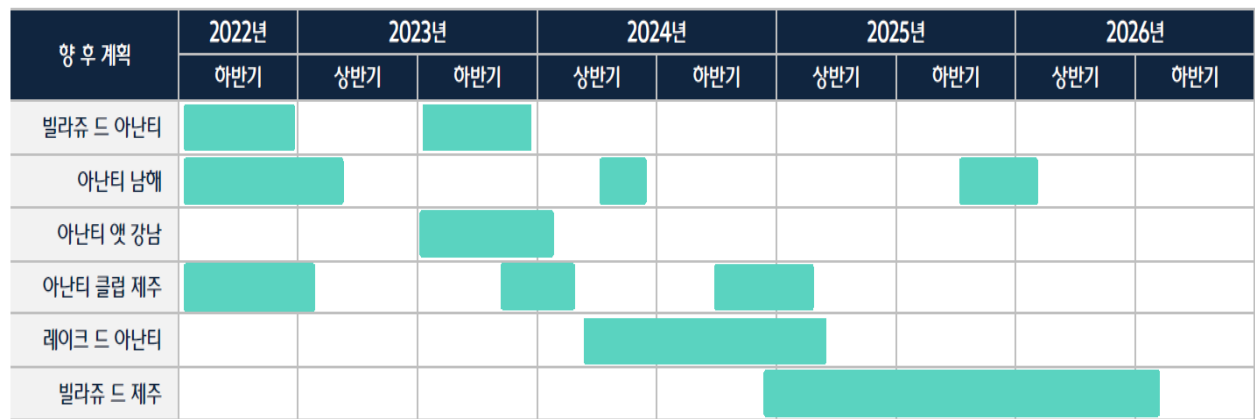 향 후 계획
2022년 2023년 2024년 2025년 2026년
하반기 상반기 하반기 상반기 하반기 상반기 하반기 상반기 하반기
빌라쥬 드 아난티
아난티 남해
아난티 앳 강남
아난티 클럽 제주
레이크 드 아난티
빌라쥬 드 제주